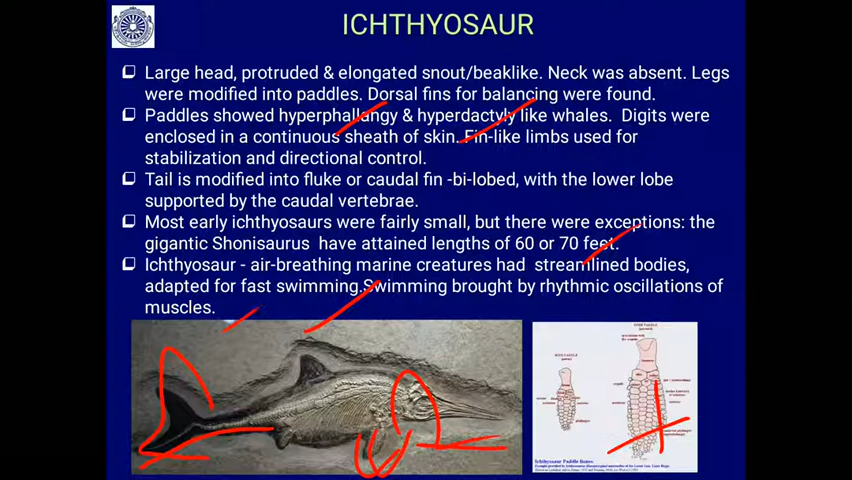 ICHTHYOSAUR
Large head, protruded & elongated snout/beaklike. Neck was absent. Legs
were modified into paddles. Dorsal fins for balancing were found.
Paddles showed hyperphallangy & hyperdactyly like whales. Digits were
enclosed in a continuous sheath of skin. Fin-like limbs used for
stabilization and directional control.
Tail is modified into fluke or caudal fin -bi-lobed, with the lower lobe
supported by the caudal vertebrae.
Most early ichthyosaurs were fairly small, but there were exceptions: the
gigantic Shonisaurus have attained lengths of 60 or 70 feet.
Ichthyosaur - air-breathing marine creatures had streamlined bodies,
adapted for fast swimming.Swimming brought by rhythmic oscillations of
muscles.
Ichthyosaur Paddle Bones